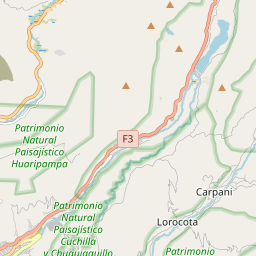 F3
Patrimonio
Natural
Paisajístico
Huaripampa
Carpani
Patrimonio
Natural
Paisajístico
Cuchilla
y Chuquiaguillo
Lorocota
Patrimonio